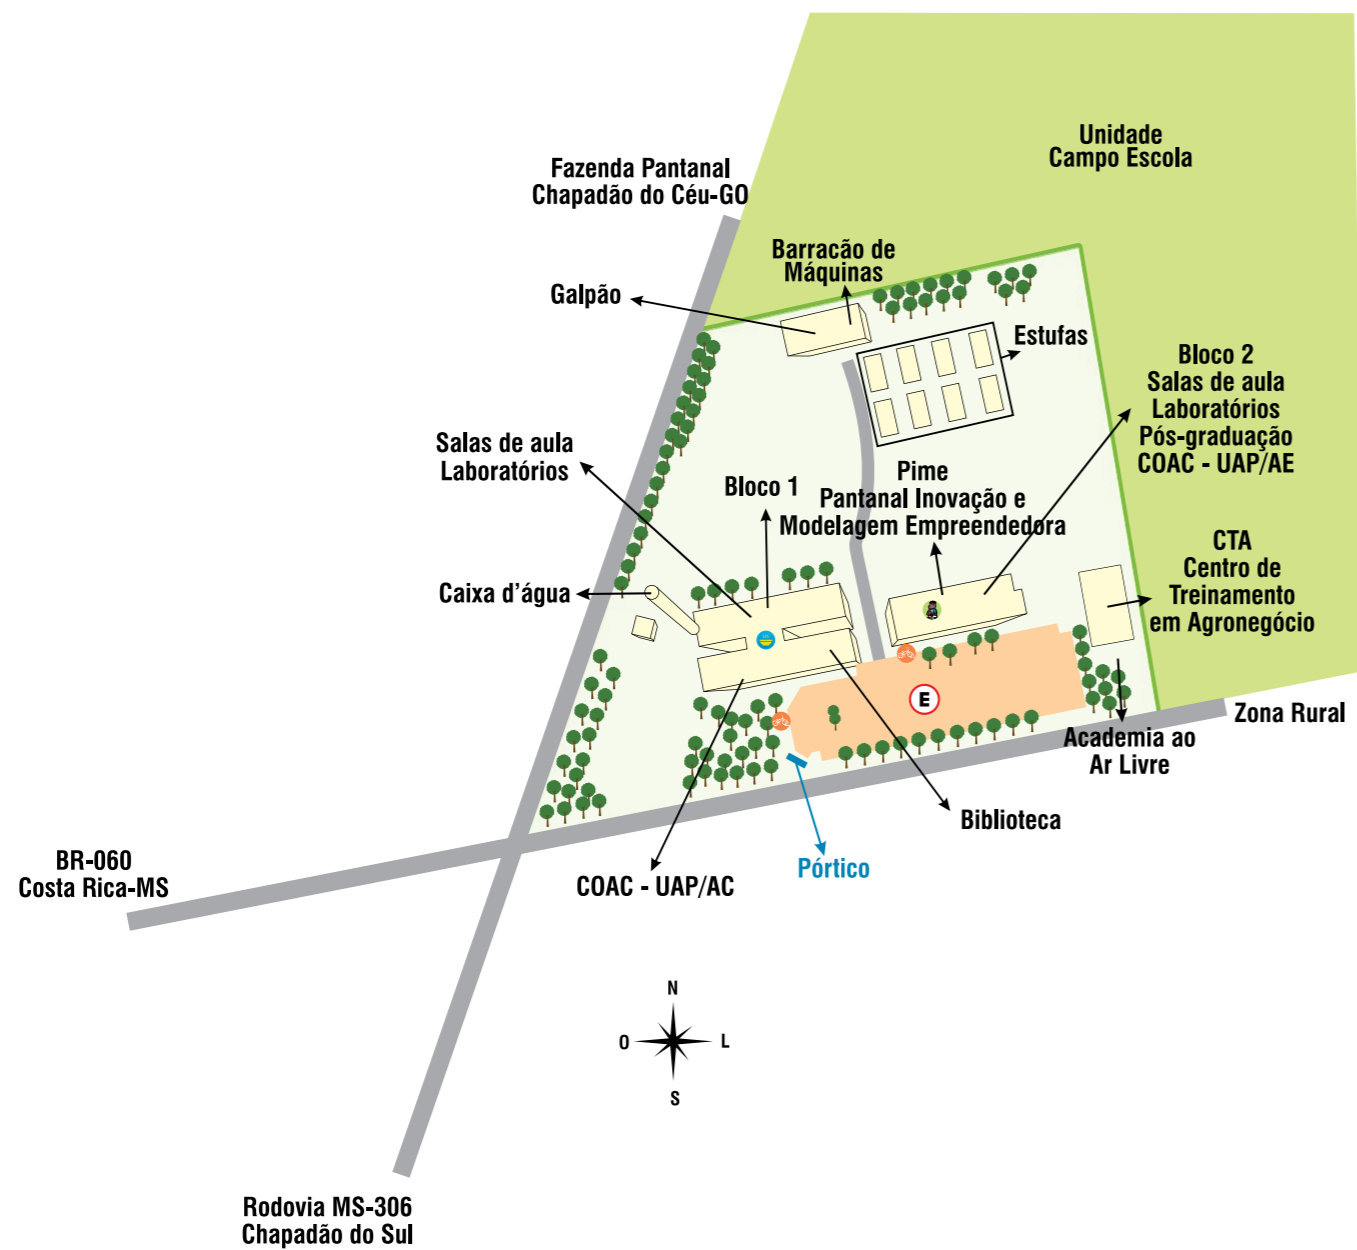 Unidade
Campo Escola
Fazenda Pantanal
Chapadão do Céu-GO
Barracão de
Máquinas
Galpão
Estufas
Bloco 2
Salas de aula
Laboratórios
Pós-graduação
COAC - UAP/AE
Salas de aula
Laboratórios
Bloco 1
Pime
Pantanal Inovação e
Modelagem Empreendedora
CTA
Centro de
Treinamento
em Agronegócio
Caixa d'água
E
Zona Rural
Academia ao
Ar Livre
Biblioteca
Pórtico
COAC - UAP/AC
BR-060
Costa Rica-MS
N
O
L
S
Rodovia MS-306
Chapadão do Sul